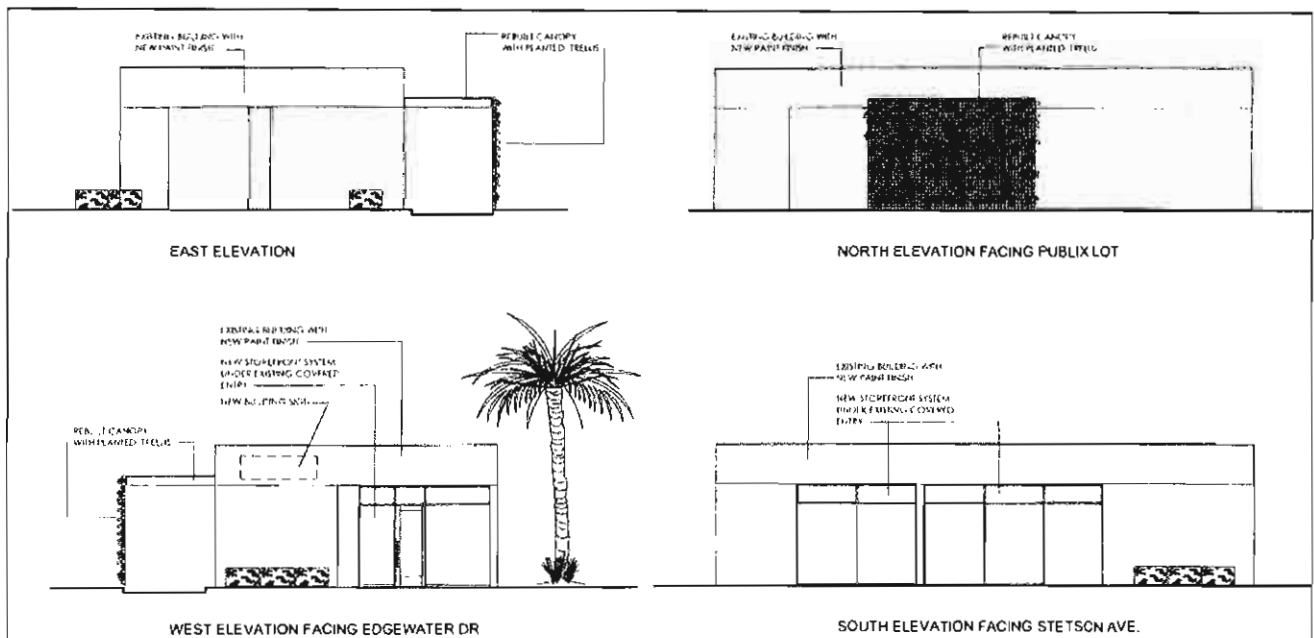 EXISTING BUILDING WITH
NEW PAINT FINISH
REBUILT CANOPY
WITH PLANTED TRELLIS
EAST ELEVATION
EXISTING BUILDING WITH
NEW PAINT FINISH
REBUILT CANOPY
WITH PLANTED TRELLIS
NORTH ELEVATION FACING PUBLIX LOT
EXISTING BUILDING WITH
NEW PAINT FINISH
NEW STOREFRONT SYSTEM
UNDER EXISTING COVERED
ENTRY
NEW BUILDING SIGN
REBUILT CANOPY
WITH PLANTED TRELLIS
WEST ELEVATION FACING EDGEWATER DR
EXISTING BUILDING WITH
NEW PAINT FINISH
NEW STOREFRONT SYSTEM
UNDER EXISTING COVERED
ENTRY
SOUTH ELEVATION FACING STETSON AVE.